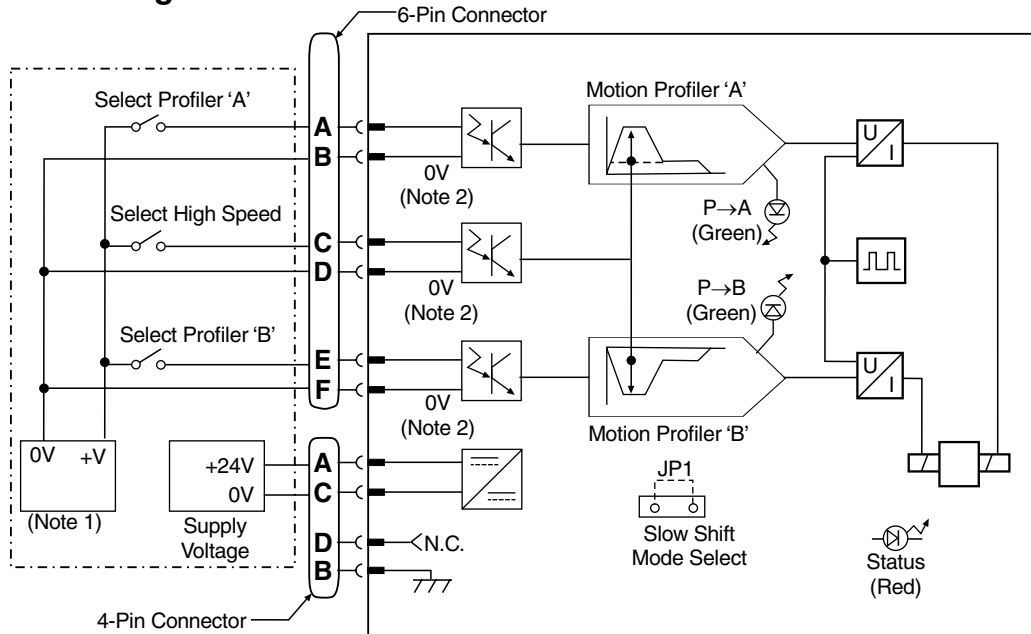 g
6-Pin Connector
Select Profiler ‘A’
A
B
0V
(Note 2)
Motion Profiler ‘A’
U
I
P→A
(Green)
Select High Speed
C
D
0V
(Note 2)
P→B
(Green)
Select Profiler ‘B’
E
F
0V
(Note 2)
U
I
Motion Profiler ‘B’
0V +V
(Note 1)
+24V
0V
Supply
Voltage
A
C
D
B
N.C.
JP1
Slow Shift
Mode Select
Status
(Red)
4-Pin Connector